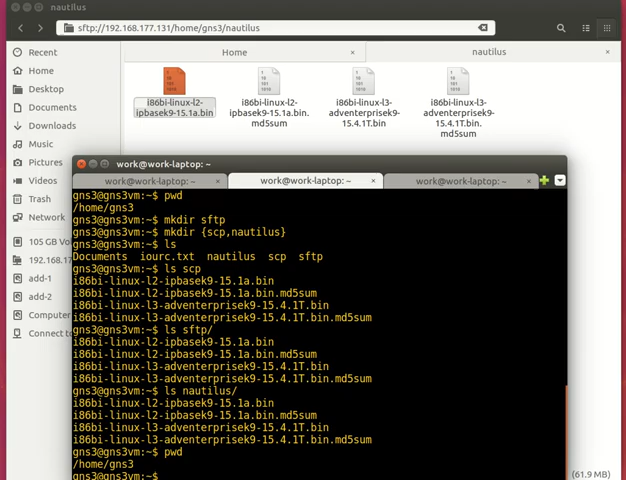 nautilus
sftp://192.168.177.131/home/gns3/nautilus
Recent
Home
Desktop
Documents
Downloads
Music
Pictures
Videos
Trash
Network
105 GB Vo
192.168.17
add-1
add-2
Computer
Connect to
Home ×
nautilus ×
i86bi-linux-l2-
ipbasek9-15.1a.bin
i86bi-linux-l2-
ipbasek9-15.1a.bin.
md5sum
i86bi-linux-l3-
adventerprisek9-
15.4.1T.bin
i86bi-linux-l3-
adventerprisek9-
15.4.1T.bin.
md5sum
work@work-laptop: ~
work@work-laptop: ~ × work@work-laptop: ~ × work@work-laptop: ~ ×
gns3@gns3vm:~$ pwd
/home/gns3
gns3@gns3vm:~$ mkdir sftp
gns3@gns3vm:~$ mkdir {scp,nautilus}
gns3@gns3vm:~$ ls
Documents iourc.txt nautilus scp sftp
gns3@gns3vm:~$ ls scp
i86bi-linux-l2-ipbasek9-15.1a.bin
i86bi-linux-l2-ipbasek9-15.1a.bin.md5sum
i86bi-linux-l3-adventerprisek9-15.4.1T.bin
i86bi-linux-l3-adventerprisek9-15.4.1T.bin.md5sum
gns3@gns3vm:~$ ls sftp/
i86bi-linux-l2-ipbasek9-15.1a.bin
i86bi-linux-l2-ipbasek9-15.1a.bin.md5sum
i86bi-linux-l3-adventerprisek9-15.4.1T.bin
i86bi-linux-l3-adventerprisek9-15.4.1T.bin.md5sum
gns3@gns3vm:~$ ls nautilus/
i86bi-linux-l2-ipbasek9-15.1a.bin
i86bi-linux-l2-ipbasek9-15.1a.bin.md5sum
i86bi-linux-l3-adventerprisek9-15.4.1T.bin
i86bi-linux-l3-adventerprisek9-15.4.1T.bin.md5sum
gns3@gns3vm:~$ pwd
/home/gns3
gns3@gns3vm:~$
(61.9 MB)